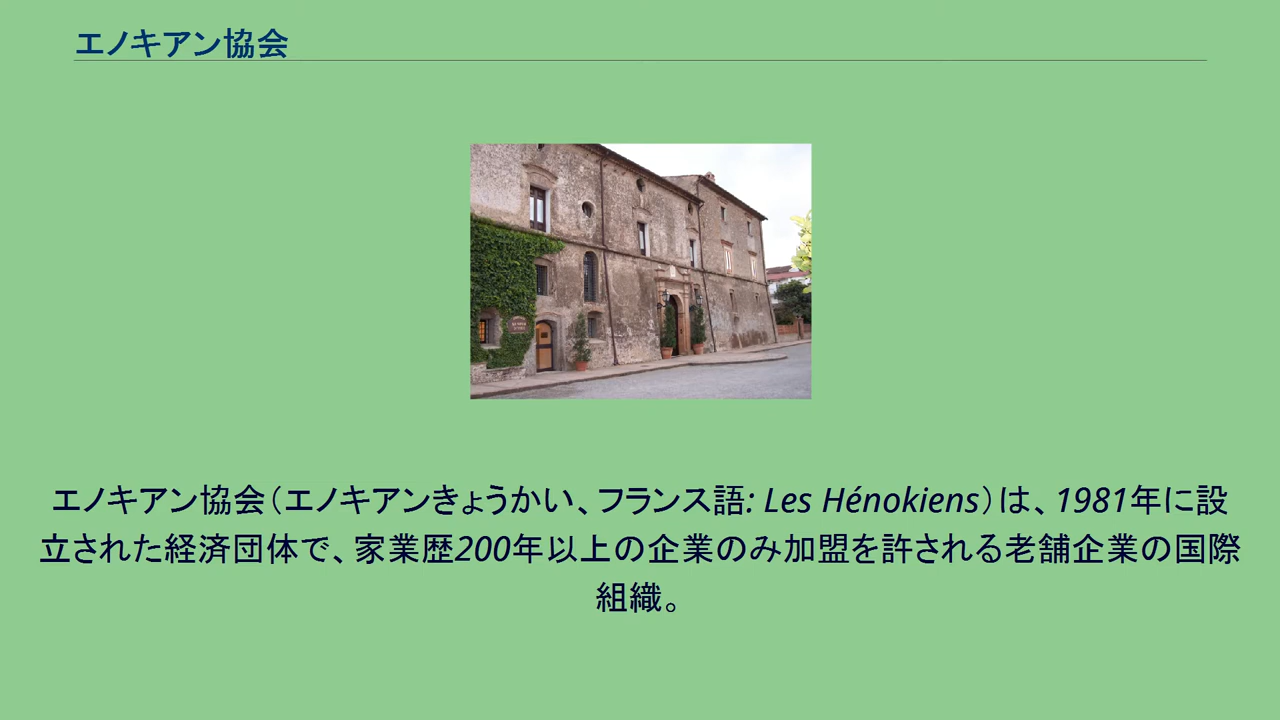 エノキアン協会
エノキアン協会（エノキアンきょうかい、フランス語: Les Hénokiens）は、1981年に設
立された経済団体で、家業歴200年以上の企業のみ加盟を許される老舗企業の国際
組織。